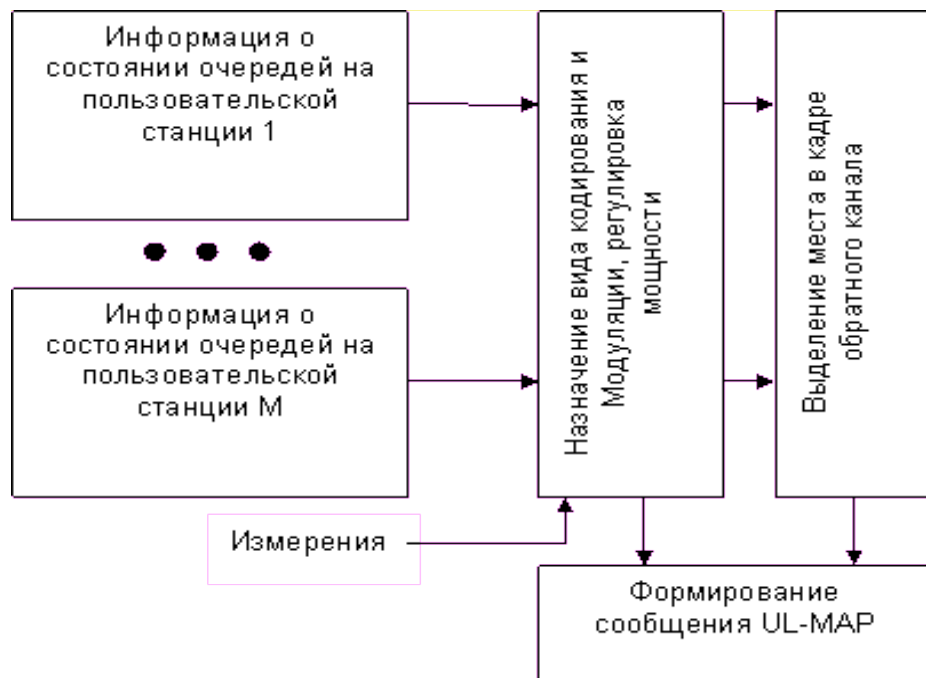 Информация о
состоянии очередей на
пользовательской
станции 1
Информация о
состоянии очередей на
пользовательской
станции М
Измерения
Назначение вида кодирования и
Модуляции, регулировка
мощности
Выделение места в кадре
обратного канала
Формирование
сообщения UL-MAP